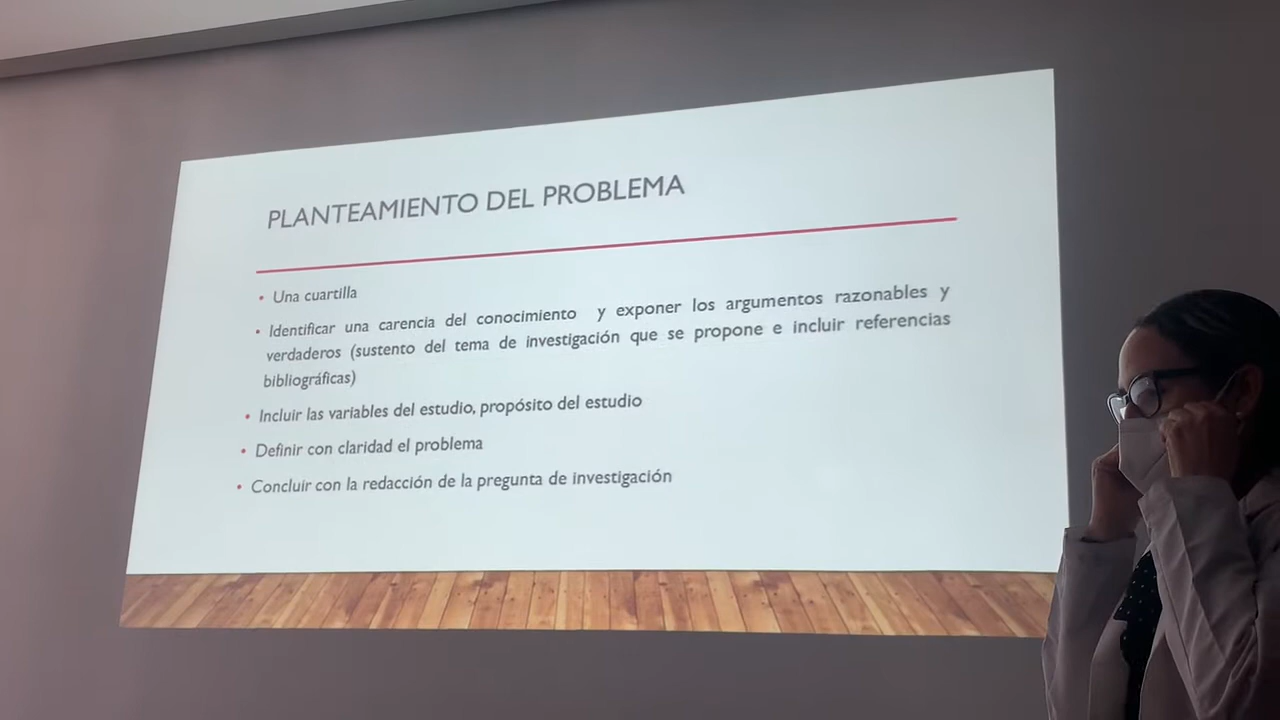 PLANTEAMIENTO DEL PROBLEMA
• Una cuartilla
• Identificar una carencia del conocimiento y exponer los argumentos razonables y
verdaderos (sustento del tema de investigación que se propone e incluir referencias
bibliográficas)
• Incluir las variables del estudio, propósito del estudio
• Definir con claridad el problema
• Concluir con la redacción de la pregunta de investigación